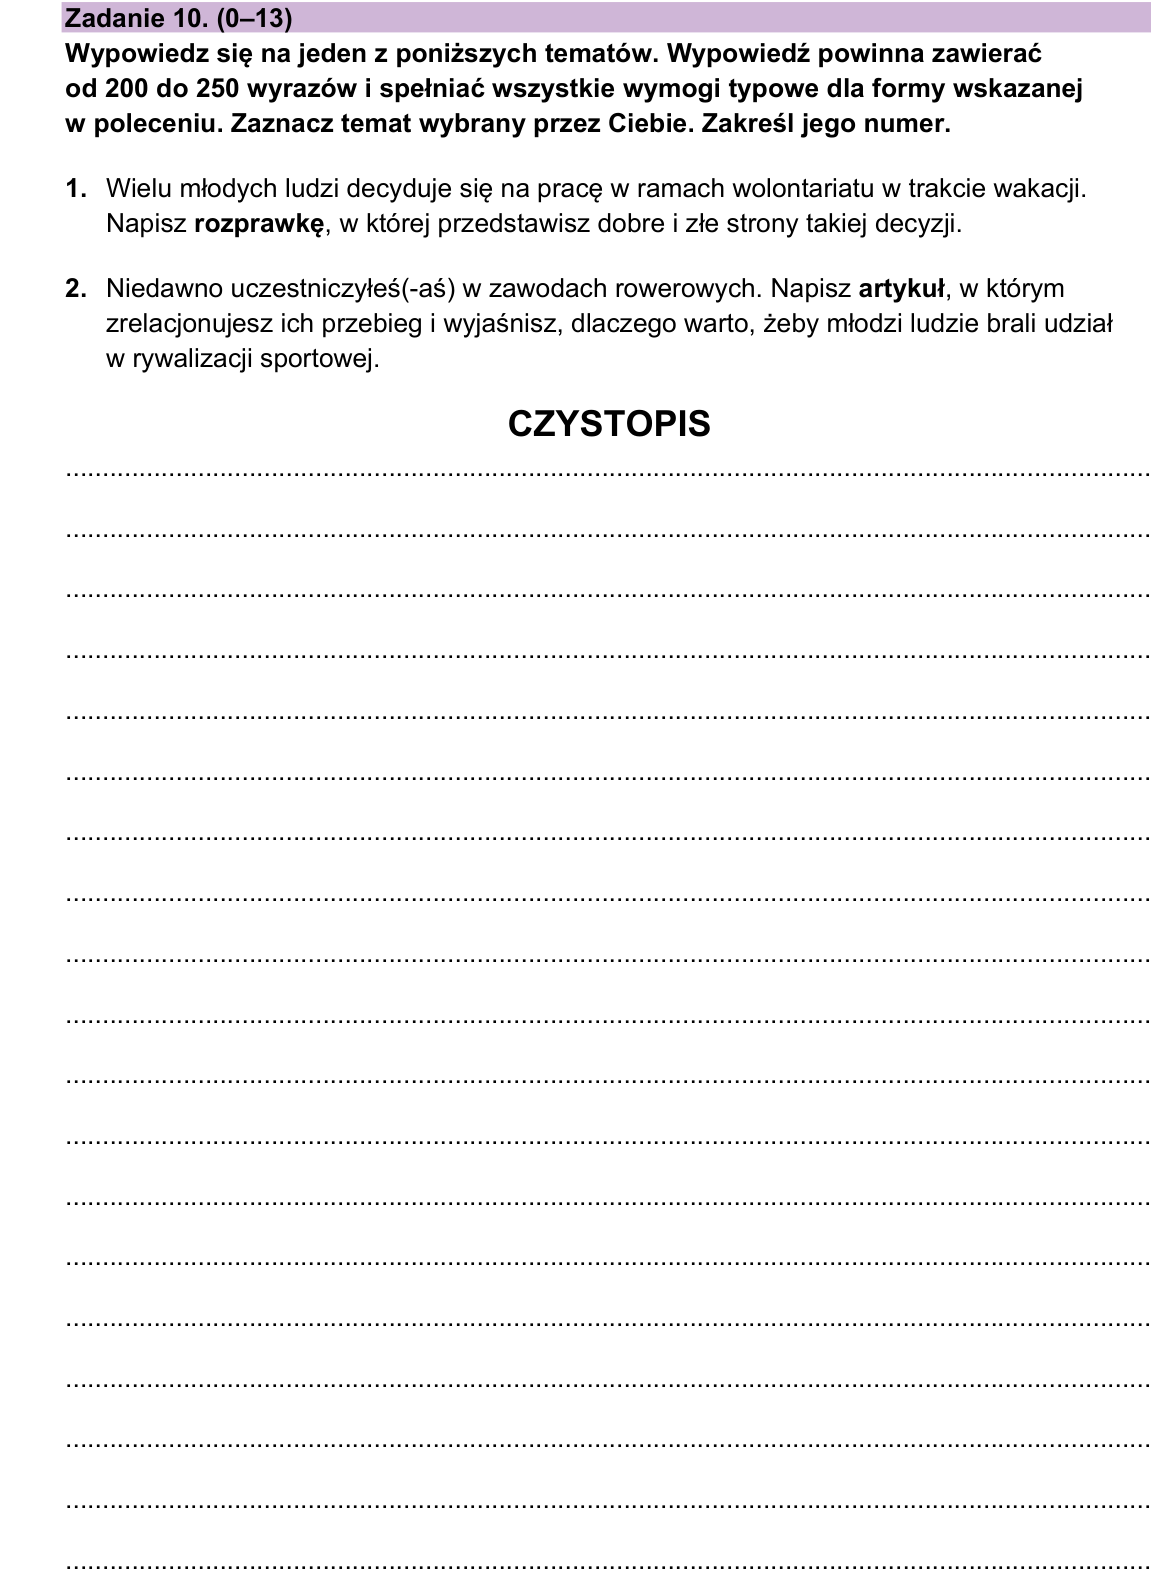 Zadanie 10. (0–13)
Wypowiedz się na jeden z poniższych tematów. Wypowiedź powinna zawierać
od 200 do 250 wyrazów i spełniać wszystkie wymogi typowe dla formy wskazanej
w poleceniu. Zaznacz temat wybrany przez Ciebie. Zakreśl jego numer.
1. Wielu młodych ludzi decyduje się na pracę w ramach wolontariatu w trakcie wakacji.
Napisz rozprawkę, w której przedstawisz dobre i złe strony takiej decyzji.
2. Niedawno uczestniczyłeś(-aś) w zawodach rowerowych. Napisz artykuł, w którym
zrelacjonujesz ich przebieg i wyjaśnisz, dlaczego warto, żeby młodzi ludzie brali udział
w rywalizacji sportowej.
CZYSTOPIS